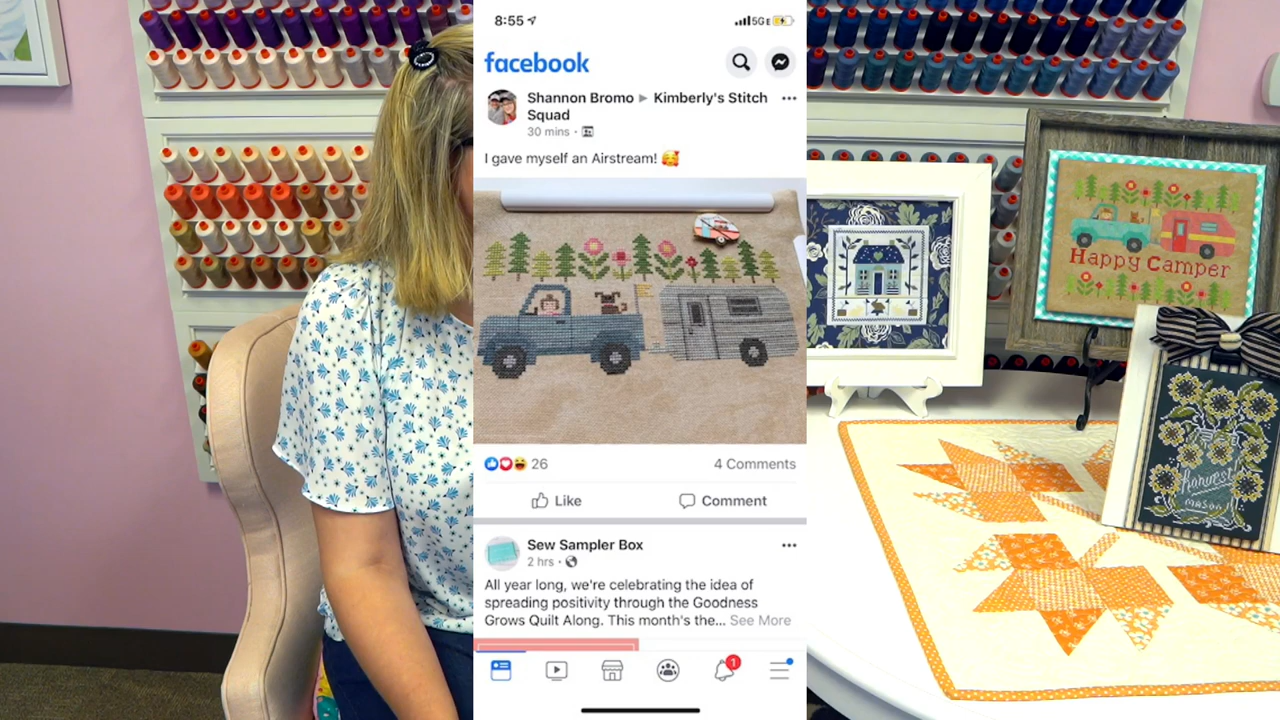 8:55
5GE
facebook
Shannon Bromo ▸ Kimberly's Stitch
Squad
30 mins ·
I gave myself an Airstream! 🥰
26
4 Comments
Like
Comment
Sew Sampler Box
2 hrs ·
All year long, we're celebrating the idea of
spreading positivity through the Goodness
Grows Quilt Along. This month's the... See More
1
Happy Camper
harvest
MASON